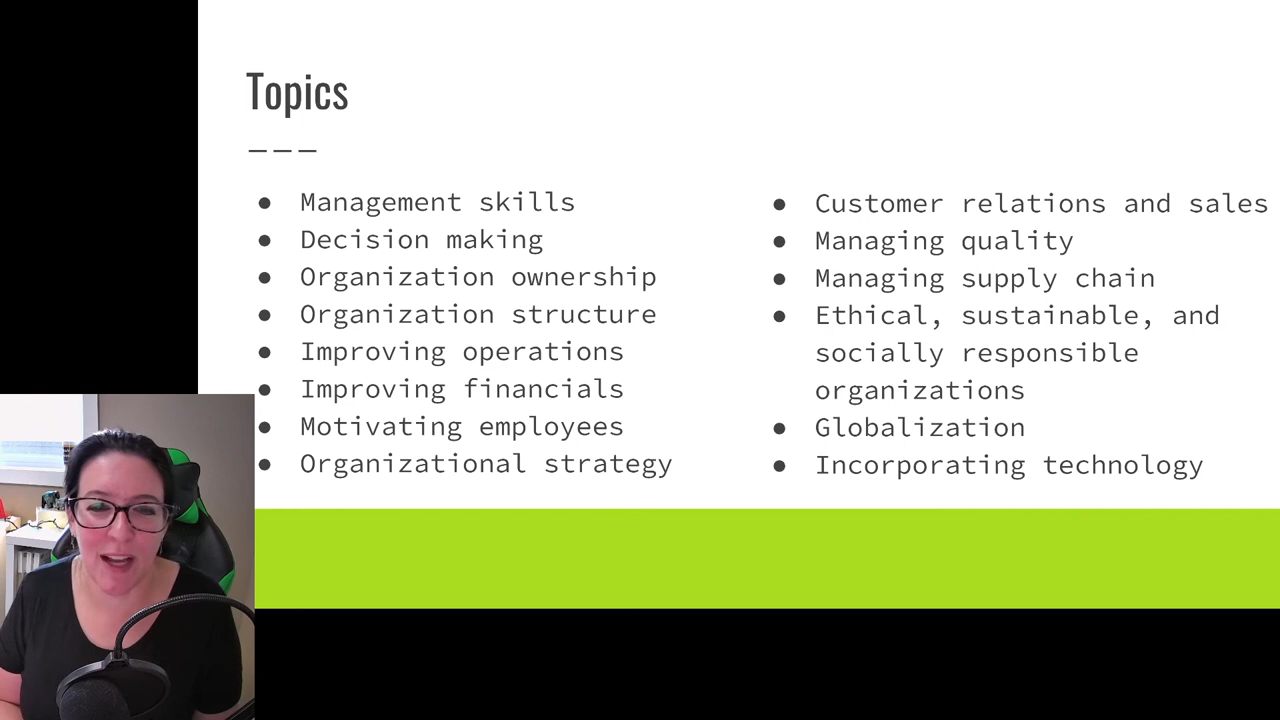 Topics
___
● Management skills
● Decision making
● Organization ownership
● Organization structure
● Improving operations
● Improving financials
● Motivating employees
● Organizational strategy
● Customer relations and sales
● Managing quality
● Managing supply chain
● Ethical, sustainable, and
socially responsible
organizations
● Globalization
● Incorporating technology